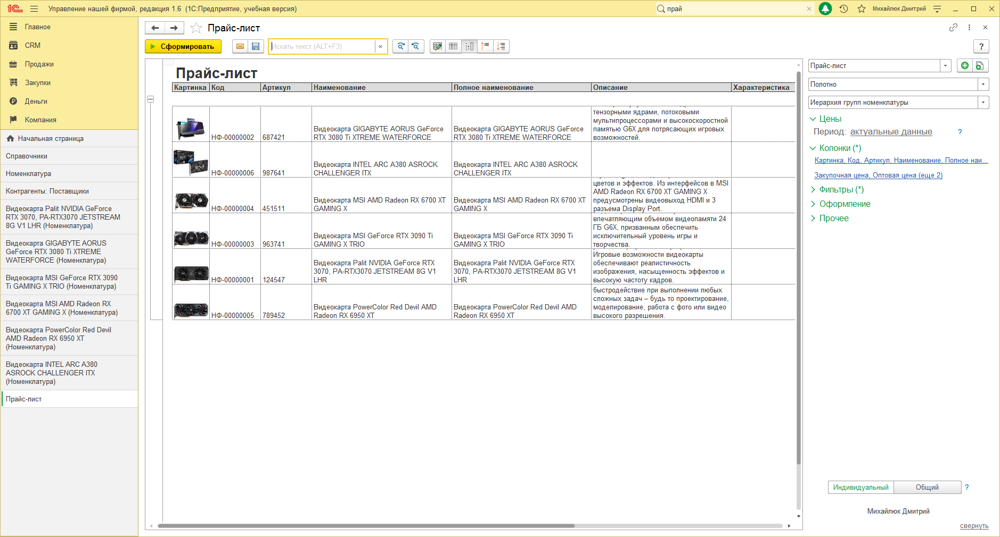 1С
Управление нашей фирмой, редакция 1.6 (1С:Предприятие, учебная версия)
прай
Михайлюк Дмитрий
Главное
CRM
Продажи
Закупки
Деньги
Компания
Начальная страница
Справочники
Номенклатура
Контрагенты: Поставщики
Видеокарта Palit NVIDIA GeForce
RTX 3070, PA-RTX3070 JETSTREAM
8G V1 LHR (Номенклатура)
Видеокарта GIGABYTE AORUS
GeForce RTX 3080 Ti XTREME
WATERFORCE (Номенклатура)
Видеокарта MSI GeForce RTX 3090
Ti GAMING X TRIO (Номенклатура)
Видеокарта MSI AMD Radeon RX
6700 XT GAMING X (Номенклатура)
Видеокарта PowerColor Red Devil
AMD Radeon RX 6950 XT
(Номенклатура)
Видеокарта INTEL ARC A380
ASROCK CHALLENGER ITX
(Номенклатура)
Прайс-лист
Прайс-лист
Сформировать
Искать текст (ALT+F3)
?
Прайс-лист
Картинка Код Артикул Наименование Полное наименование Описание Характеристика
НФ-00000002 687421
Видеокарта GIGABYTE AORUS GeForce
RTX 3080 Ti XTREME WATERFORCE
Видеокарта GIGABYTE AORUS GeForce
RTX 3080 Ti XTREME WATERFORCE
тензорными ядрами, потоковыми
мультипроцессорами и высокоскоростной
памятью G6X для потрясающих игровых
возможностей.
НФ-00000006 987641
Видеокарта INTEL ARC A380 ASROCK
CHALLENGER ITX
Видеокарта INTEL ARC A380 ASROCK
CHALLENGER ITX
НФ-00000004 451511
Видеокарта MSI AMD Radeon RX 6700 XT
GAMING X
Видеокарта MSI AMD Radeon RX 6700 XT
GAMING X
цветов и эффектов. Из интерфейсов в MSI
AMD Radeon RX 6700 XT GAMING X
предусмотрены видеовыход HDMI и 3
разъема Display Port.
НФ-00000003 963741
Видеокарта MSI GeForce RTX 3090 Ti
GAMING X TRIO
Видеокарта MSI GeForce RTX 3090 Ti
GAMING X TRIO
впечатляющим объемом видеопамяти 24
ГБ G6X, призванным обеспечить
исключительный уровень игры и
творчества.
НФ-00000001 124547
Видеокарта Palit NVIDIA GeForce RTX
3070, PA-RTX3070 JETSTREAM 8G V1
LHR
Видеокарта Palit NVIDIA GeForce RTX
3070, PA-RTX3070 JETSTREAM 8G V1
LHR
Игровые возможности видеокарты
обеспечивают реалистичность
изображения, насыщенность эффектов и
высокую частоту кадров.
НФ-00000005 789452
Видеокарта PowerColor Red Devil AMD
Radeon RX 6950 XT
Видеокарта PowerColor Red Devil AMD
Radeon RX 6950 XT
быстродействие при выполнении любых
сложных задач – будь то проектирование,
моделирование, работа с фото или видео
высокого разрешения.
Прайс-лист
Полотно
Иерархия групп номенклатуры
Цены
Период: актуальные данные ?
Колонки (*)
Картинка, Код, Артикул, Наименование, Полное наи...
Закупочная цена, Оптовая цена (еще 2)
Фильтры (*)
Оформление
Прочее
Индивидуальный Общий ?
Михайлюк Дмитрий
свернуть